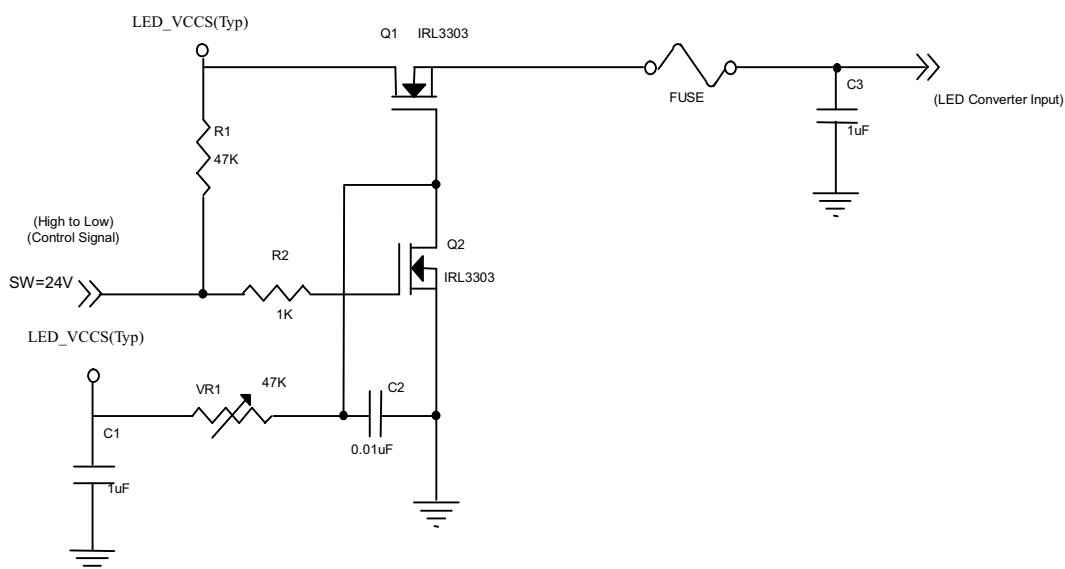 LED_VCCS(Typ)
Q1 IRL3303
R1
47K
FUSE
C3
1uF
(LED Converter Input)
(High to Low)
(Control Signal)
SW=24V
R2
1K
Q2
IRL3303
LED_VCCS(Typ)
VR1
47K
C2
0.01uF
C1
1uF